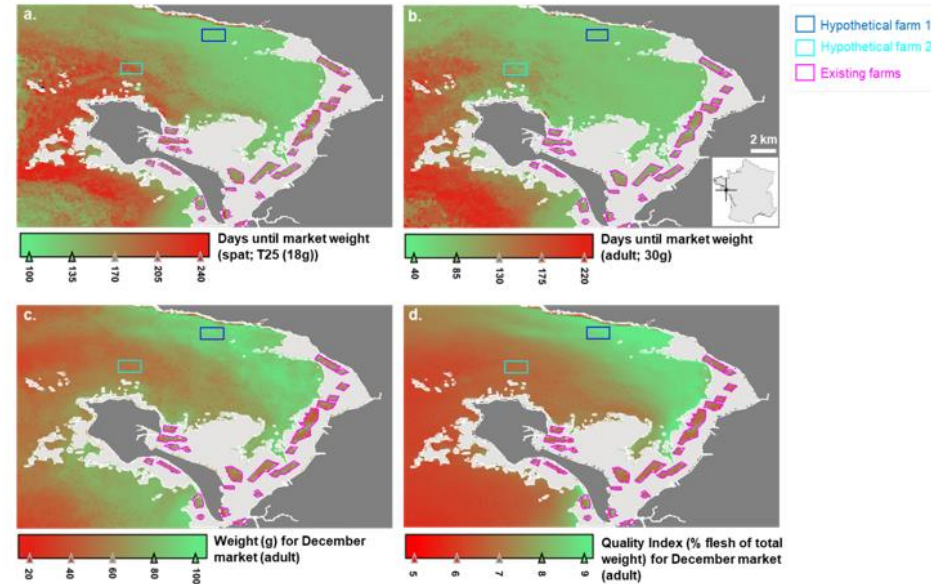 a.
b.
Hypothetical farm 1
Hypothetical farm 2
Existing farms
2 km
100 135 170 205 240
Days until market weight
(spat; T25 (18g))
40 85 130 175 220
Days until market weight
(adult; 30g)
c.
d.
20 40 60 80 100
Weight (g) for December
market (adult)
5 6 7 8 9
Quality Index (% flesh of total
weight) for December market
(adult)